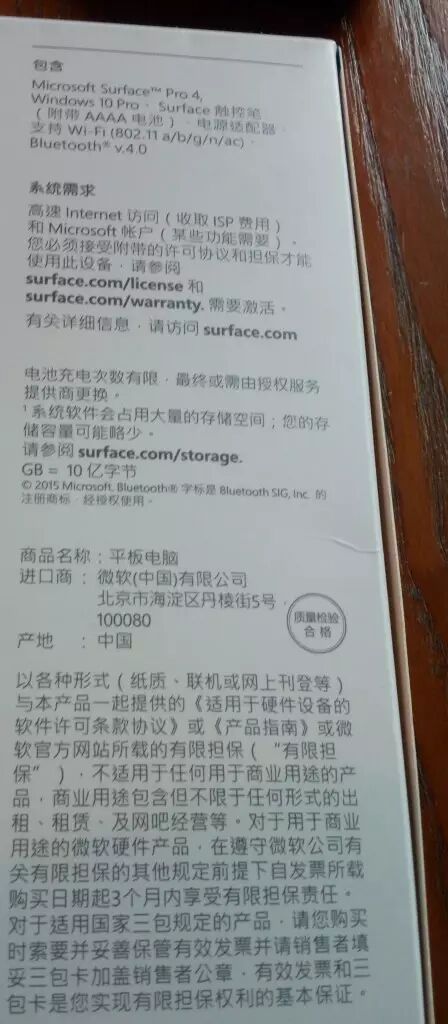 包含
Microsoft Surface™ Pro 4,
Windows 10 Pro、Surface 触控笔
（附带 AAAA 电池）、电源适配器、
支持 Wi-Fi (802.11 a/b/g/n/ac)、
Bluetooth® v.4.0
系统需求
高速 Internet 访问（收取 ISP 费用）
和 Microsoft 帐户（某些功能需要）。
您必须接受附带的许可协议和担保才能
使用此设备，请参阅
surface.com/license 和
surface.com/warranty. 需要激活。
有关详细信息，请访问 surface.com
电池充电次数有限，最终或需由授权服务
提供商更换。
¹系统软件会占用大量的存储空间；您的存
储容量可能略少。
请参阅 surface.com/storage.
GB = 10 亿字节
© 2015 Microsoft, Bluetooth® 字标是 Bluetooth SIG, Inc. 的
注册商标，经授权使用。
商品名称：平板电脑
进口商：微软(中国)有限公司
北京市海淀区丹棱街5号，
100080
产地：中国
质量检验
合格
以各种形式（纸质、联机或网上刊登等）
与本产品一起提供的《适用于硬件设备的
软件许可条款协议》或《产品指南》或微
软官方网站所载的有限担保（“有限担
保”），不适用于任何用于商业用途的产
品，商业用途包含但不限于任何形式的出
租、租赁、及网吧经营等。对于用于商业
用途的微软硬件产品，在遵守微软公司有
关有限担保的其他规定前提下自发票所载
购买日期起3个月内享受有限担保责任。
对于适用国家三包规定的产品，请您购买
时索要并妥善保管有效发票并请销售者填
妥三包卡加盖销售者公章，有效发票和三
包卡是您实现有限担保权利的基本保证。